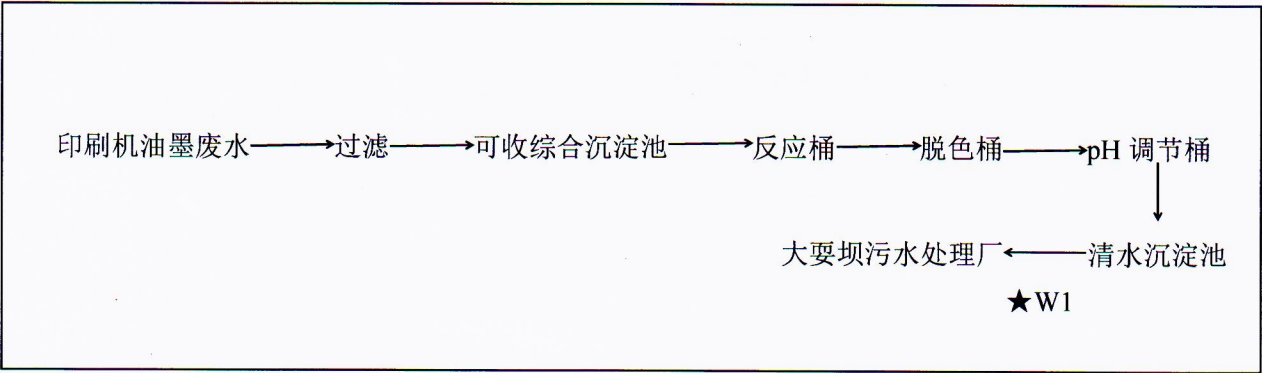 印刷机油墨废水→过滤→可收综合沉淀池→反应桶→脱色桶→pH 调节桶
大耍坝污水处理厂←清水沉淀池
★W1